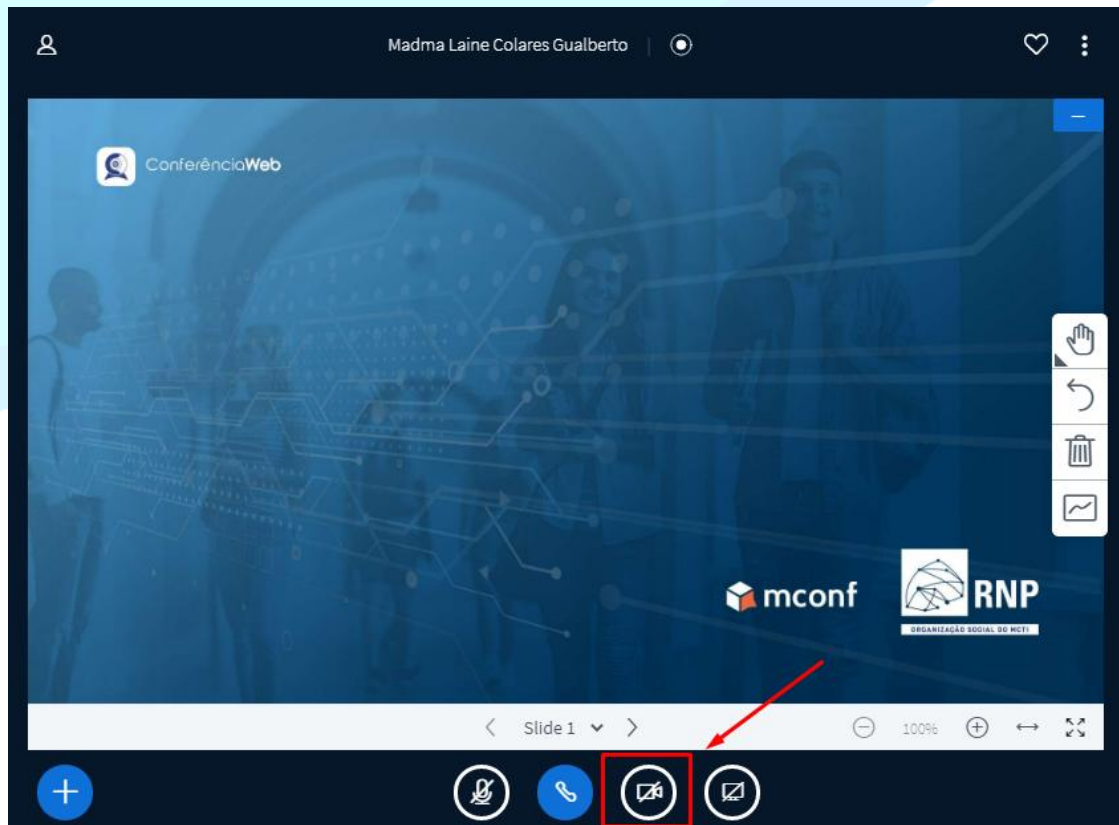 Madma Laine Colares Gualberto
ConferênciaWeb
mconf
RNP
ORGANIZAÇÃO SOCIAL DO MCTI
Slide 1
100%